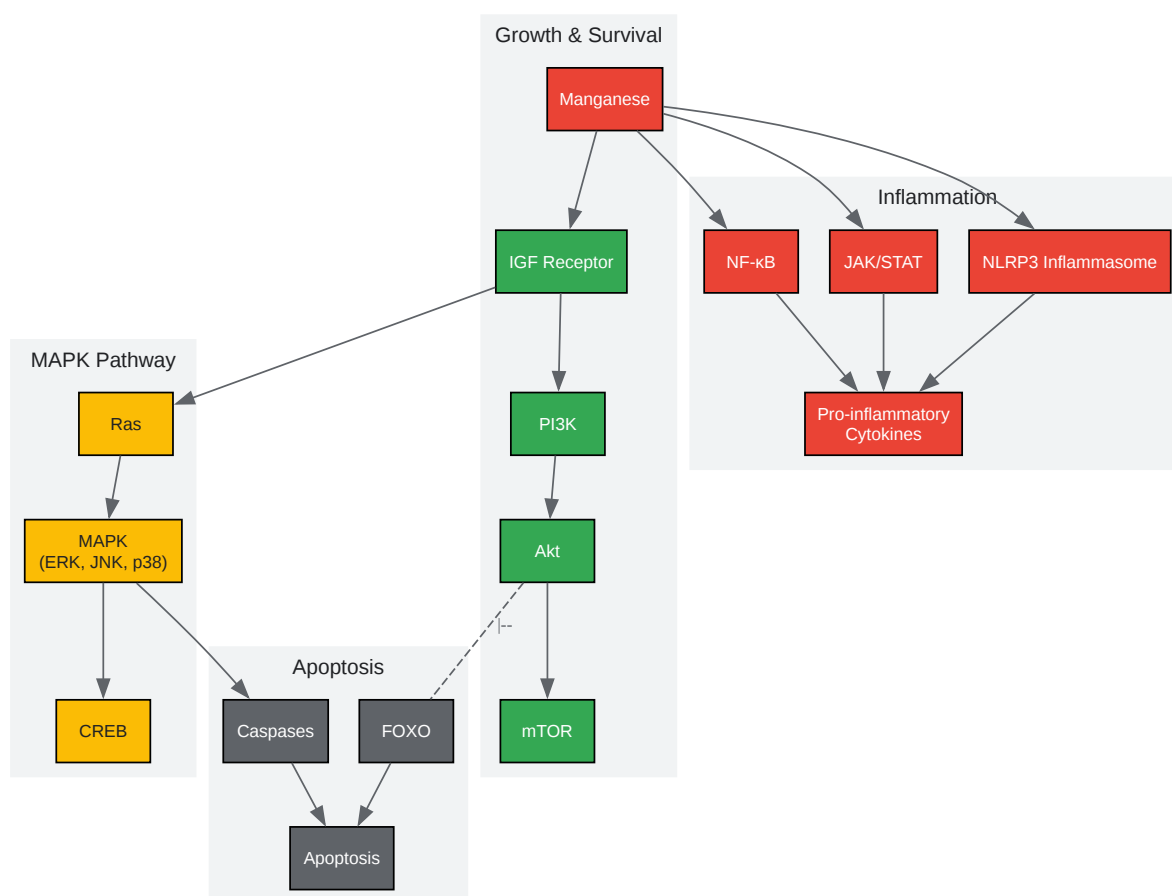 Growth & Survival
Manganese
Inflammation
IGF Receptor
NF-κB
JAK/STAT
NLRP3 Inflammasome
MAPK Pathway
Ras
PI3K
Pro-inflammatory
Cytokines
MAPK
(ERK, JNK, p38)
Akt
|--
Apoptosis
CREB
Caspases
FOXO
mTOR
Apoptosis